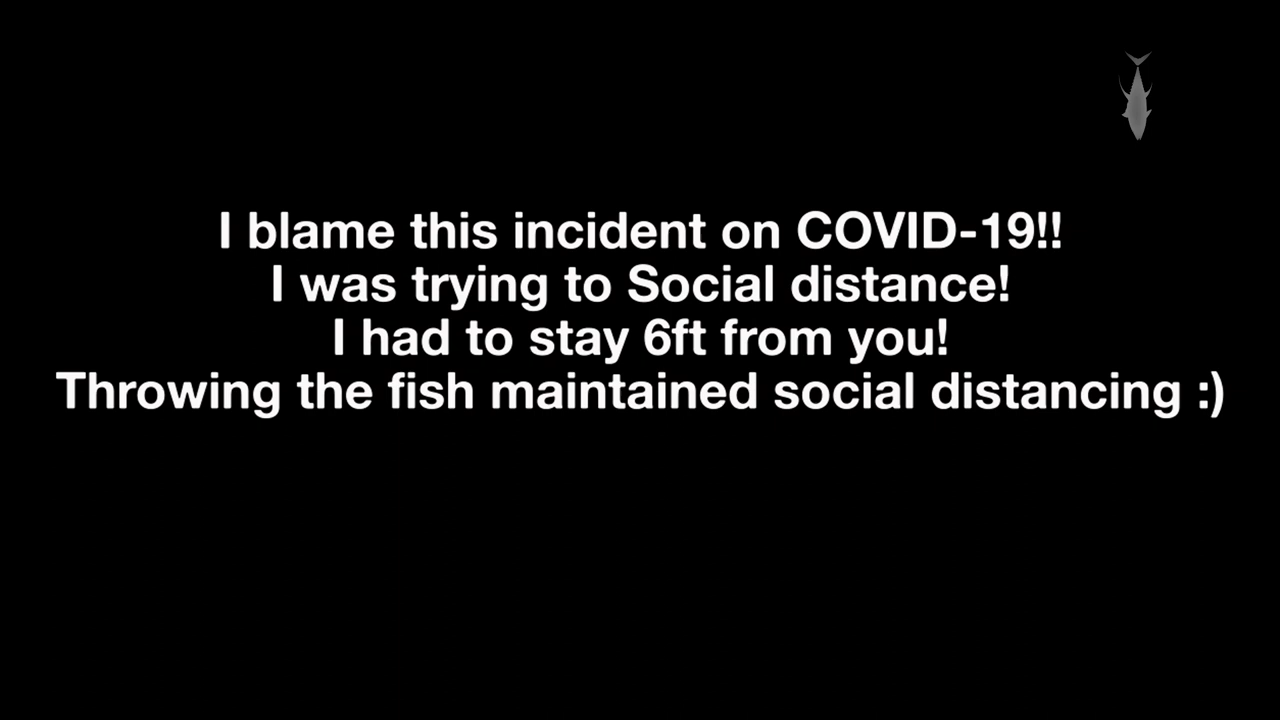 I blame this incident on COVID-19!!
I was trying to Social distance!
I had to stay 6ft from you!
Throwing the fish maintained social distancing :)